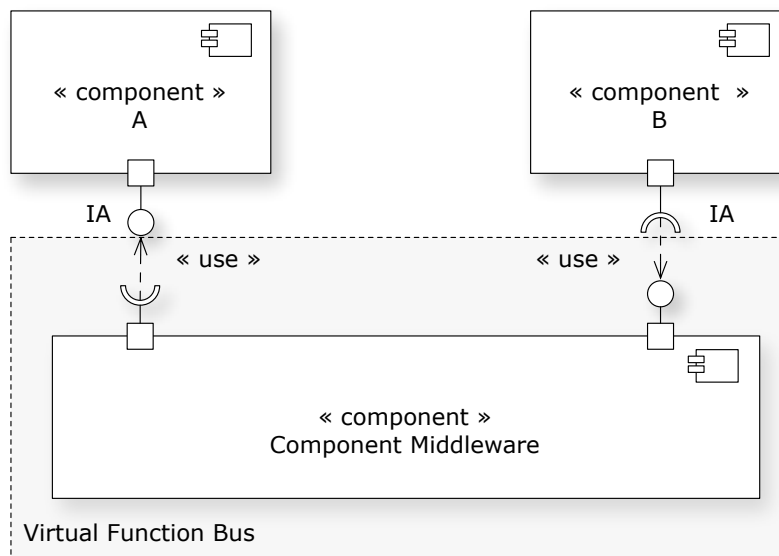 « component »
A
« component  »
B
IA
IA
« use »
« use »
« component »
Component Middleware
Virtual Function Bus